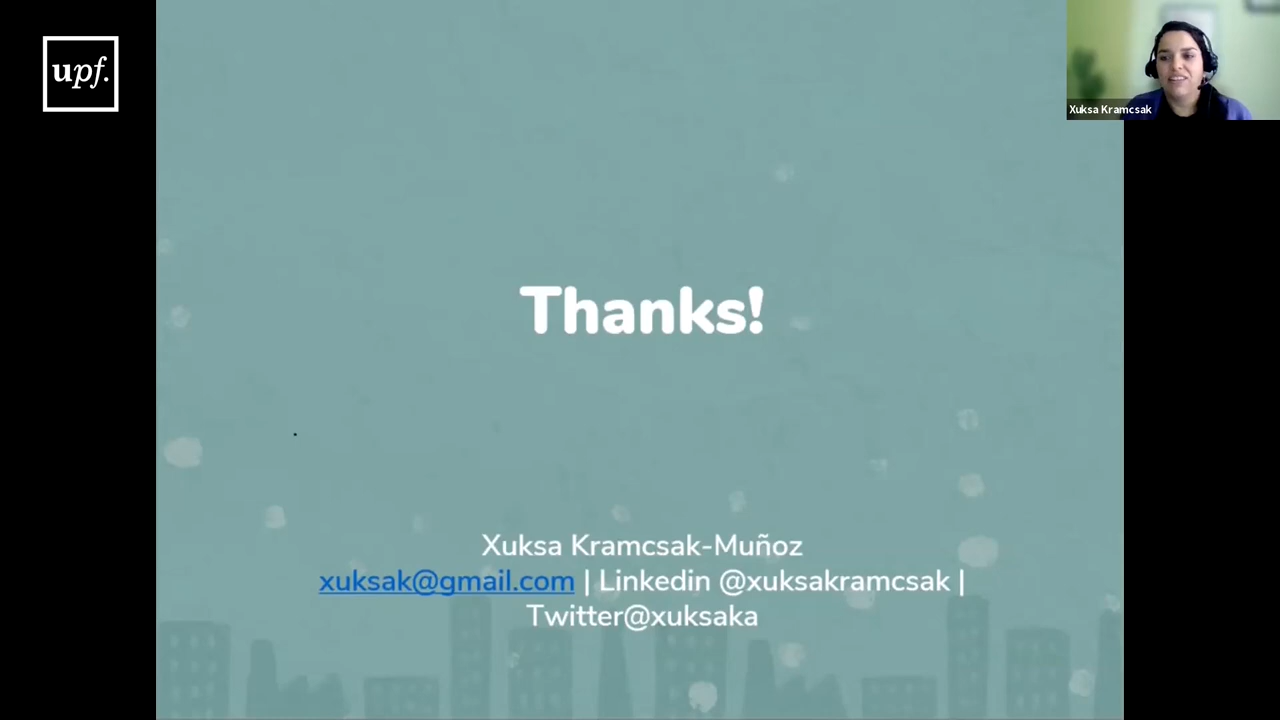 upf.
Xuksa Kramcsak
Thanks!
Xuksa Kramcsak-Muñoz
xuksak@gmail.com | Linkedin @xuksakramcsak |
Twitter@xuksaka